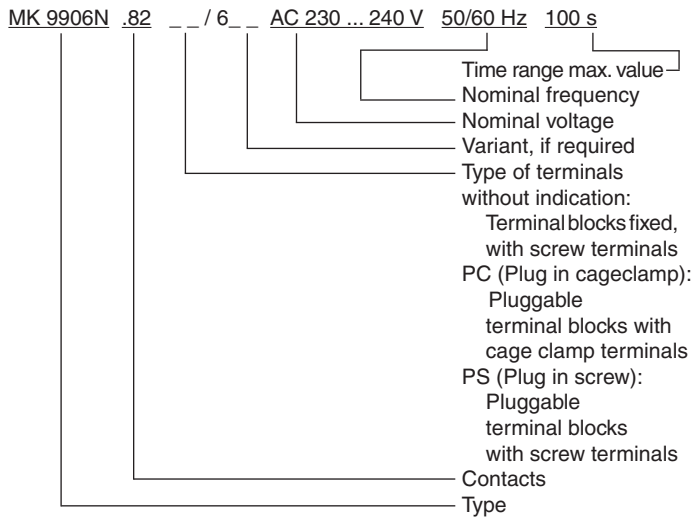 MK 9906N .82 _ _ / 6_ _ AC 230 ... 240 V 50/60 Hz 100 s
Time range max. value
Nominal frequency
Nominal voltage
Variant, if required
Type of terminals
without indication:
Terminal blocks fixed,
with screw terminals
PC (Plug in cageclamp):
Pluggable
terminal blocks with
cage clamp terminals
PS (Plug in screw):
Pluggable
terminal blocks
with screw terminals
Contacts
Type